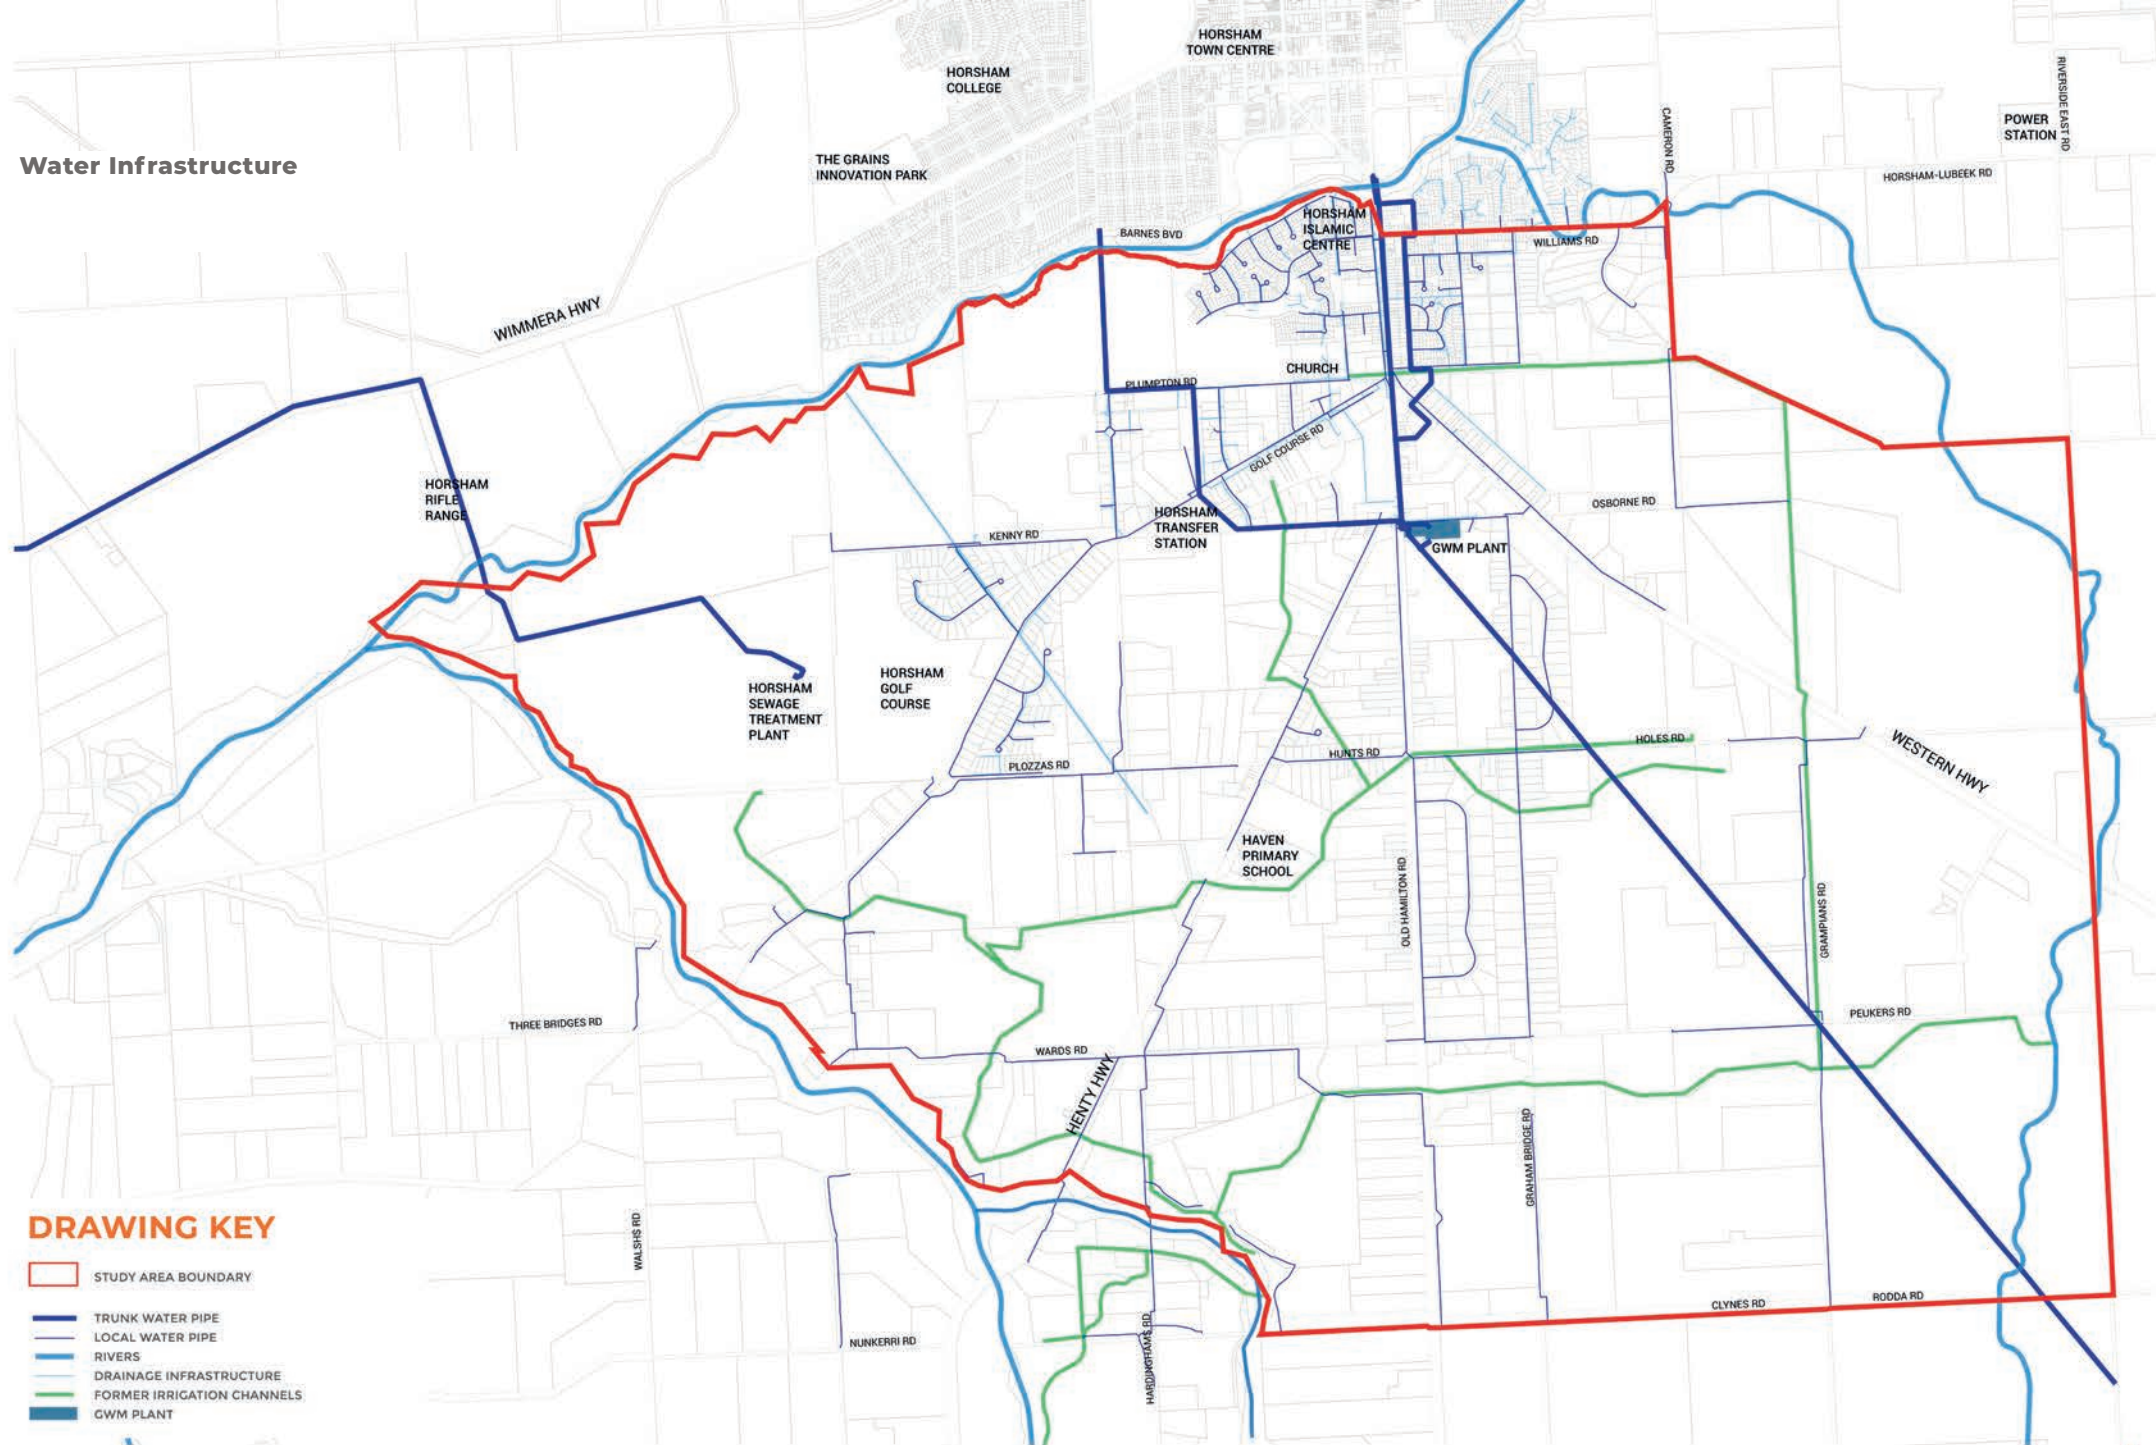 HORSHAM
TOWN CENTRE
HORSHAM
COLLEGE
RIVERSIDE EAST RD
POWER
STATION
CAMERON RD
Water Infrastructure
THE GRAINS
INNOVATION PARK
HORSHAM-LUBEEK RD
HORSHAM
ISLAMIC
CENTRE
BARNES BVD
WILLIAMS RD
WIMMERA HWY
CHURCH
PLUMPTON RD
GOLF COURSE RD
HORSHAM
RIFLE
RANGE
OSBORNE RD
HORSHAM
TRANSFER
STATION
KENNY RD
GWM PLANT
HORSHAM
GOLF
COURSE
HORSHAM
SEWAGE
TREATMENT
PLANT
HOLES RD
HUNTS RD
WESTERN HWY
PLOZZAS RD
HAVEN
PRIMARY
SCHOOL
OLD HAMILTON RD
GRAMPIANS RD
PEUKERS RD
THREE BRIDGES RD
WARDS RD
HENTY HWY
GRAHAM BRIDGE RD
WALSHS RD
CLYNES RD
RODDA RD
NUNKERRI RD
HARDINGHAMS RD
DRAWING KEY
STUDY AREA BOUNDARY
TRUNK WATER PIPE
LOCAL WATER PIPE
RIVERS
DRAINAGE INFRASTRUCTURE
FORMER IRRIGATION CHANNELS
GWM PLANT